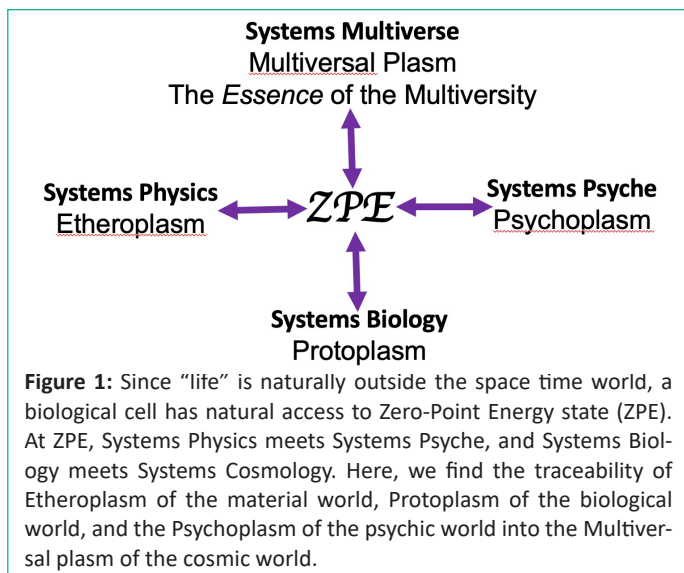 Systems Multiverse
Multiversal Plasm
The Essence of the Multiversity
Systems Physics
Etheroplasm
ZPE
Systems Psyche
Psychoplasm
Systems Biology
Protoplasm
Figure 1: Since “life” is naturally outside the space time world, a
biological cell has natural access to Zero-Point Energy state (ZPE).
At ZPE, Systems Physics meets Systems Psyche, and Systems Biol-
ogy meets Systems Cosmology. Here, we find the traceability of
Etheroplasm of the material world, Protoplasm of the biological
world, and the Psychoplasm of the psychic world into the Multiver-
sal plasm of the cosmic world.